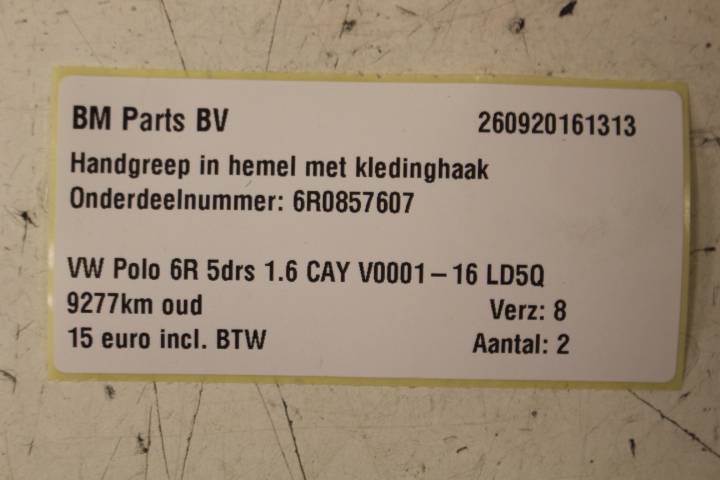 BM Parts BV 260920161313
Handgreep in hemel met kledinghaak
Onderdeelnummer: 6R0857607
VW Polo 6R 5drs 1.6 CAY V0001-16 LD5Q
9277km oud Verz: 8
15 euro incl. BTW Aantal: 2